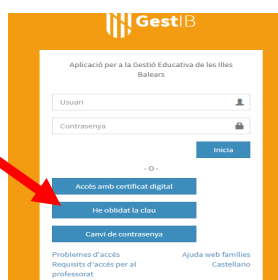 GestIB
Aplicació per a la Gestió Educativa de les Illes
Balears
Usuari
Contrasenya
Inicia
- O -
Accés amb certificat digital
He oblidat la clau
Canvi de contrasenya
Problemes d'accés
Ajuda web famílies
Requisits d'accés per al
professorat
Castellano